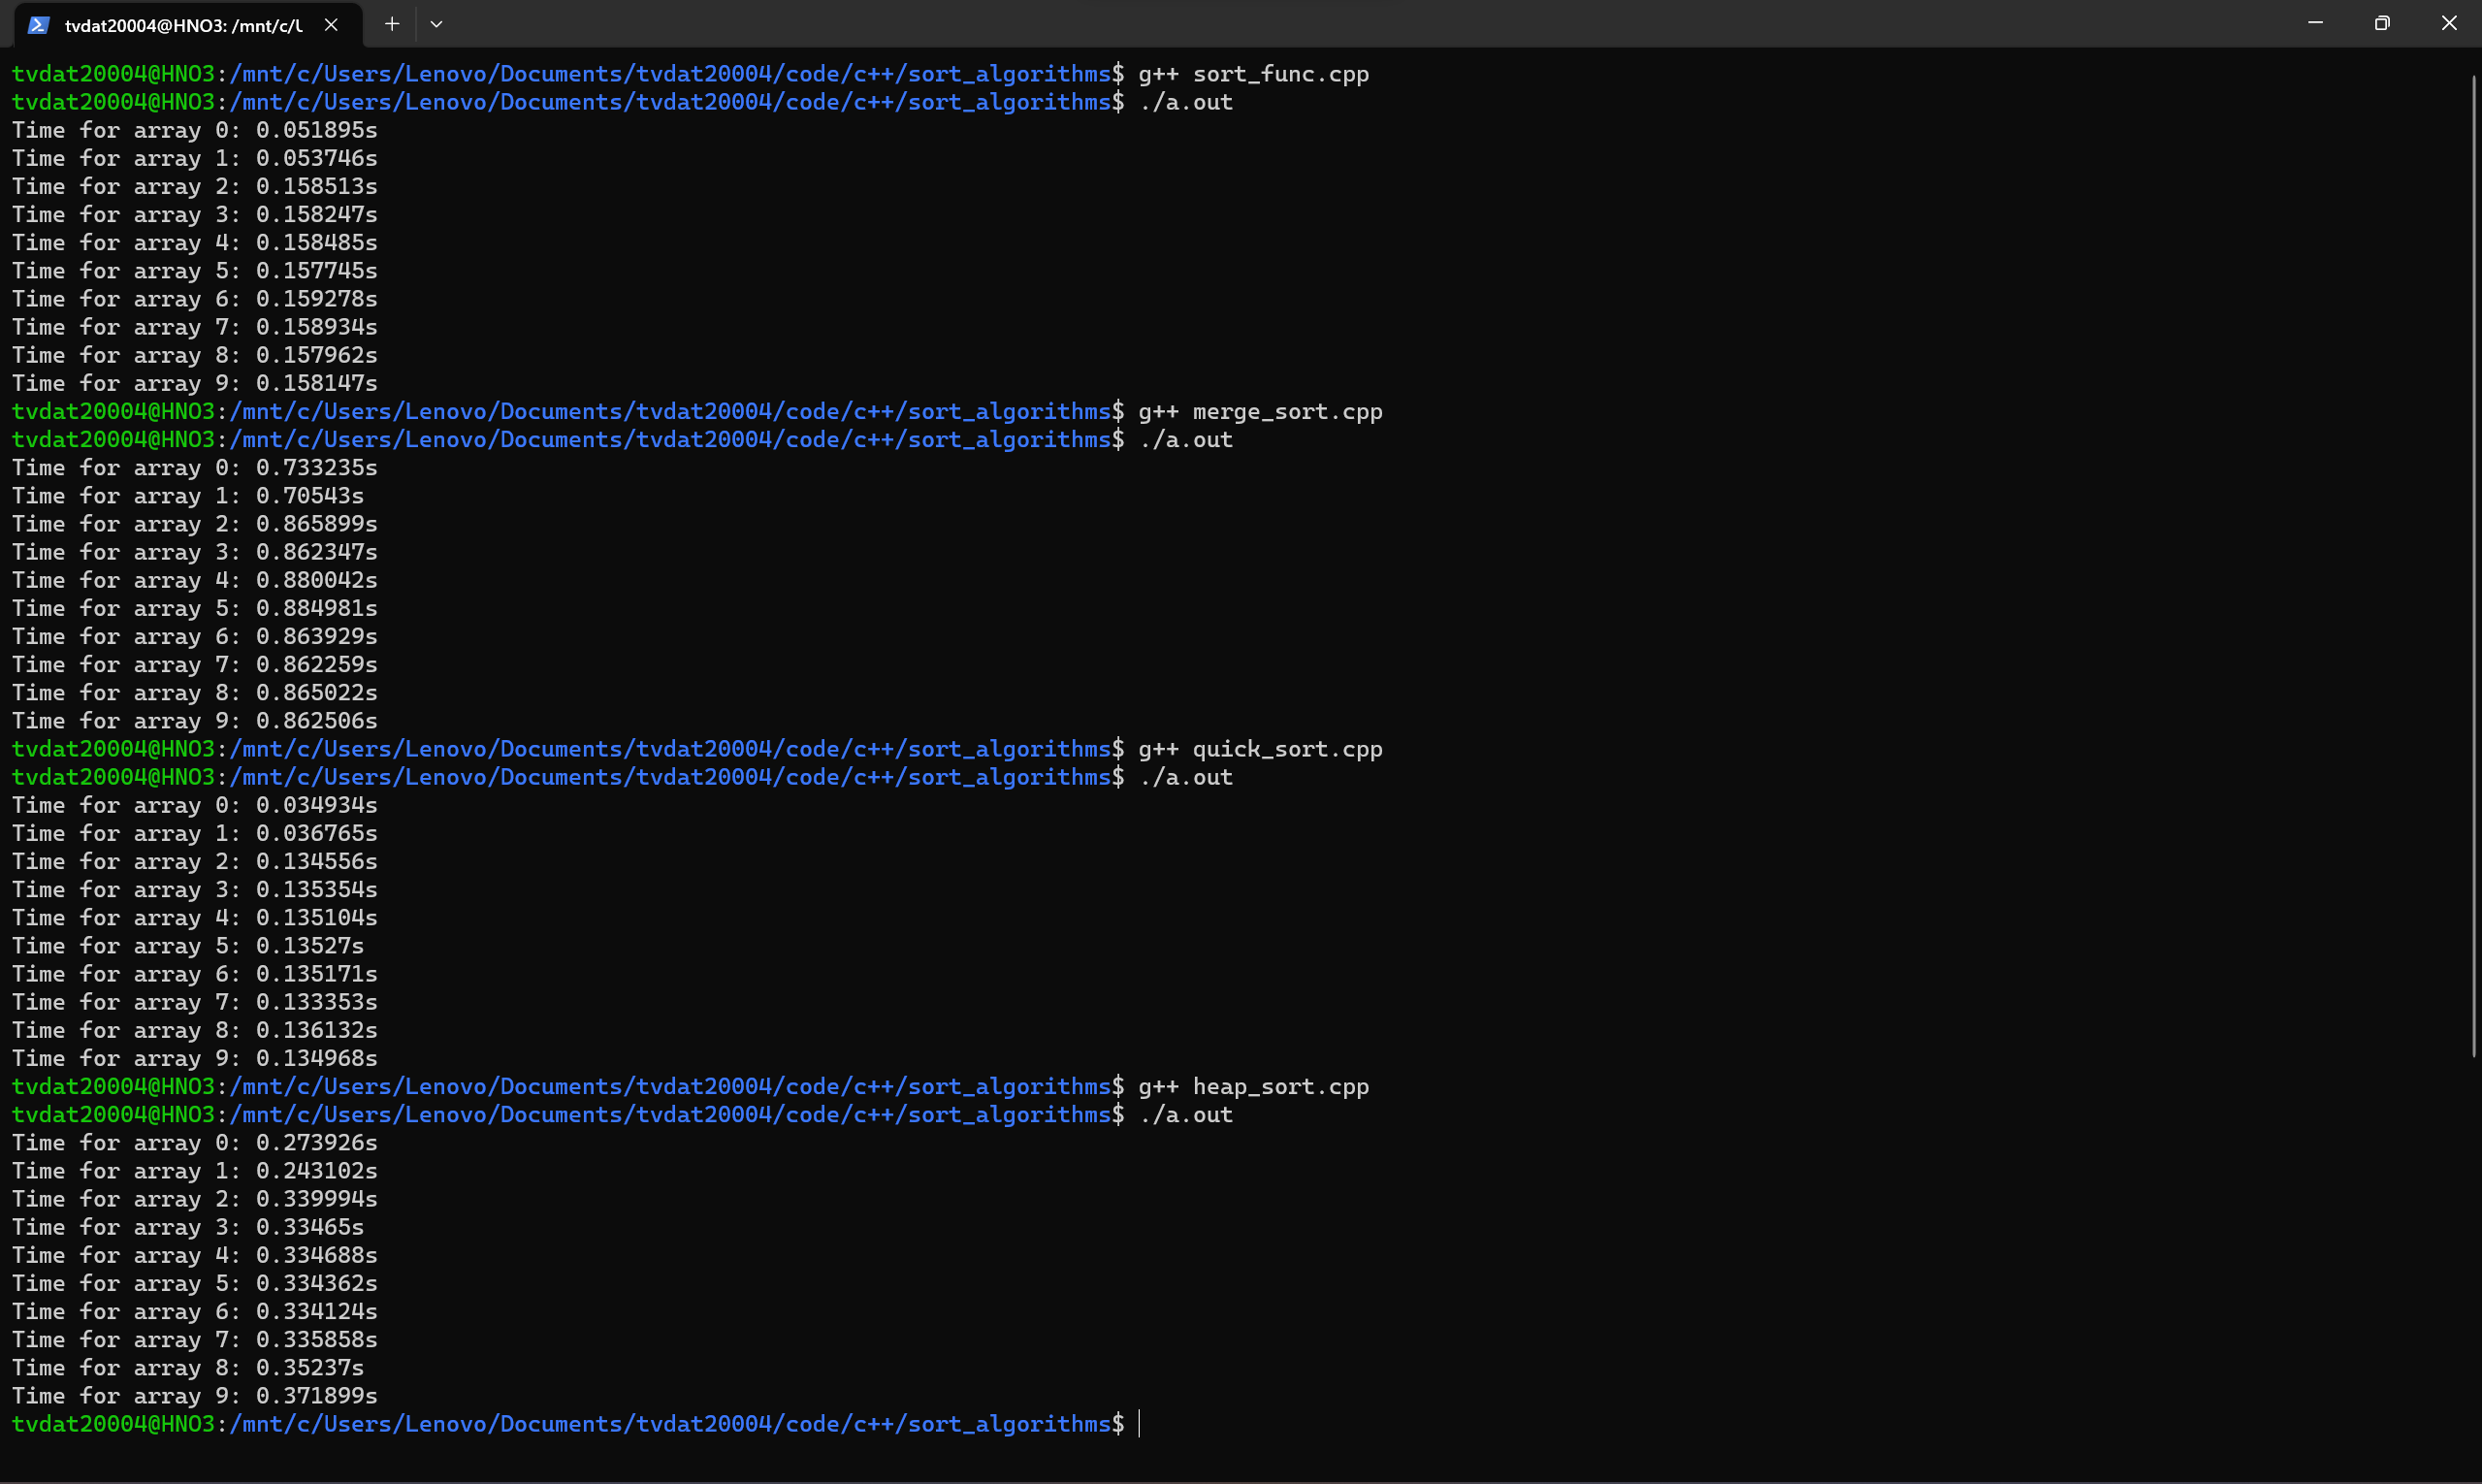 tvdat20004@HNO3: /mnt/c/U
tvdat20004@HNO3:/mnt/c/Users/Lenovo/Documents/tvdat20004/code/c++/sort_algorithms$ g++ sort_func.cpp
tvdat20004@HNO3:/mnt/c/Users/Lenovo/Documents/tvdat20004/code/c++/sort_algorithms$ ./a.out
Time for array 0: 0.051895s
Time for array 1: 0.053746s
Time for array 2: 0.158513s
Time for array 3: 0.158247s
Time for array 4: 0.158485s
Time for array 5: 0.157745s
Time for array 6: 0.159278s
Time for array 7: 0.158934s
Time for array 8: 0.157962s
Time for array 9: 0.158147s
tvdat20004@HNO3:/mnt/c/Users/Lenovo/Documents/tvdat20004/code/c++/sort_algorithms$ g++ merge_sort.cpp
tvdat20004@HNO3:/mnt/c/Users/Lenovo/Documents/tvdat20004/code/c++/sort_algorithms$ ./a.out
Time for array 0: 0.733235s
Time for array 1: 0.70543s
Time for array 2: 0.865899s
Time for array 3: 0.862347s
Time for array 4: 0.880042s
Time for array 5: 0.884981s
Time for array 6: 0.863929s
Time for array 7: 0.862259s
Time for array 8: 0.865022s
Time for array 9: 0.862506s
tvdat20004@HNO3:/mnt/c/Users/Lenovo/Documents/tvdat20004/code/c++/sort_algorithms$ g++ quick_sort.cpp
tvdat20004@HNO3:/mnt/c/Users/Lenovo/Documents/tvdat20004/code/c++/sort_algorithms$ ./a.out
Time for array 0: 0.034934s
Time for array 1: 0.036765s
Time for array 2: 0.134556s
Time for array 3: 0.135354s
Time for array 4: 0.135104s
Time for array 5: 0.13527s
Time for array 6: 0.135171s
Time for array 7: 0.133353s
Time for array 8: 0.136132s
Time for array 9: 0.134968s
tvdat20004@HNO3:/mnt/c/Users/Lenovo/Documents/tvdat20004/code/c++/sort_algorithms$ g++ heap_sort.cpp
tvdat20004@HNO3:/mnt/c/Users/Lenovo/Documents/tvdat20004/code/c++/sort_algorithms$ ./a.out
Time for array 0: 0.273926s
Time for array 1: 0.243102s
Time for array 2: 0.339994s
Time for array 3: 0.33465s
Time for array 4: 0.334688s
Time for array 5: 0.334362s
Time for array 6: 0.334124s
Time for array 7: 0.335858s
Time for array 8: 0.35237s
Time for array 9: 0.371899s
tvdat20004@HNO3:/mnt/c/Users/Lenovo/Documents/tvdat20004/code/c++/sort_algorithms$